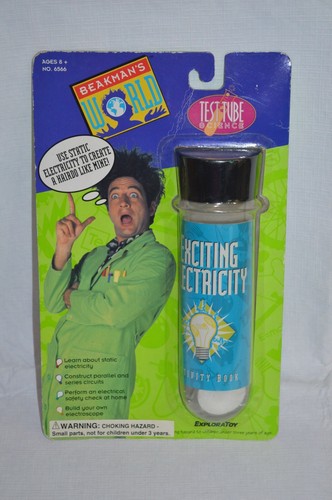 AGES 8 +
NO. 6566
BEAKMAN'S
WORLD
TEST TUBE
SCIENCE
USE STATIC
ELECTRICITY TO CREATE
A HAIRDO LIKE MINE!
EXCITING
ECTRICITY
Learn about static
electricity
Construct parallel and
series circuits
Perform an electrical
safety check at home
Build your own
electroscope
⚠WARNING: CHOKING HAZARD -
Small parts, not for children under 3 years.
EXPLORATOY